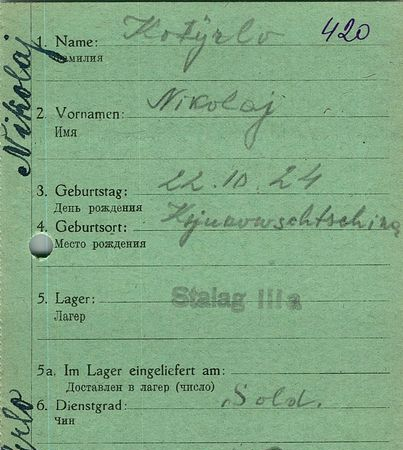 Nikolaj
1. Name: Kotyrlo 420
Фамилия
2. Vornamen: Nikolaj
Имя
3. Geburtstag: 22.10.24
День рождения
4. Geburtsort:
Место рождения
5. Lager: Stalag IIIa
Лагерь
5a. Im Lager eingeliefert am:
Доставлен в лагер (число)
6. Dienstgrad: Sold.
Чин